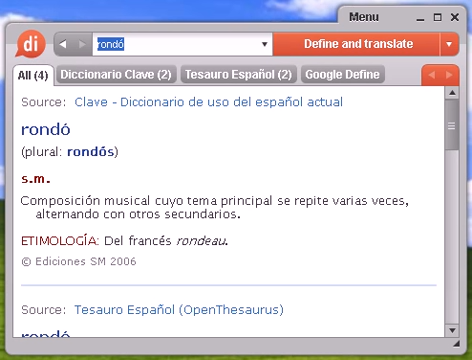 Menu
di
rondó
Define and translate
All (4)
Diccionario Clave (2)
Tesauro Español (2)
Google Define
Source: Clave - Diccionario de uso del español actual
rondó
(plural: rondós)
s.m.
Composición musical cuyo tema principal se repite varias veces,
alternando con otros secundarios.
ETIMOLOGÍA: Del francés rondeau.
© Ediciones SM 2006
Source: Tesauro Español (OpenThesaurus)
rondó